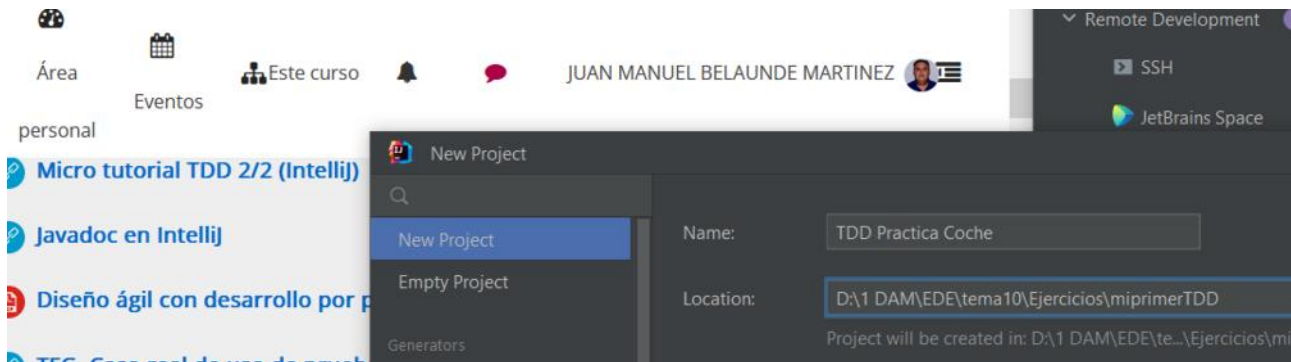 Área
personal
Eventos
Este curso
JUAN MANUEL BELAUNDE MARTINEZ
Micro tutorial TDD 2/2 (IntelliJ)
Javadoc en IntelliJ
Diseño ágil con desarrollo por
Remote Development
SSH
JetBrains Space
New Project
New Project
Empty Project
Generators
Name:
TDD Practica Coche
Location:
D:\1 DAM\EDE\tema10\Ejercicios\miprimerTDD
Project will be created in: D:\1 DAM\EDE\te...\Ejercicios\mi